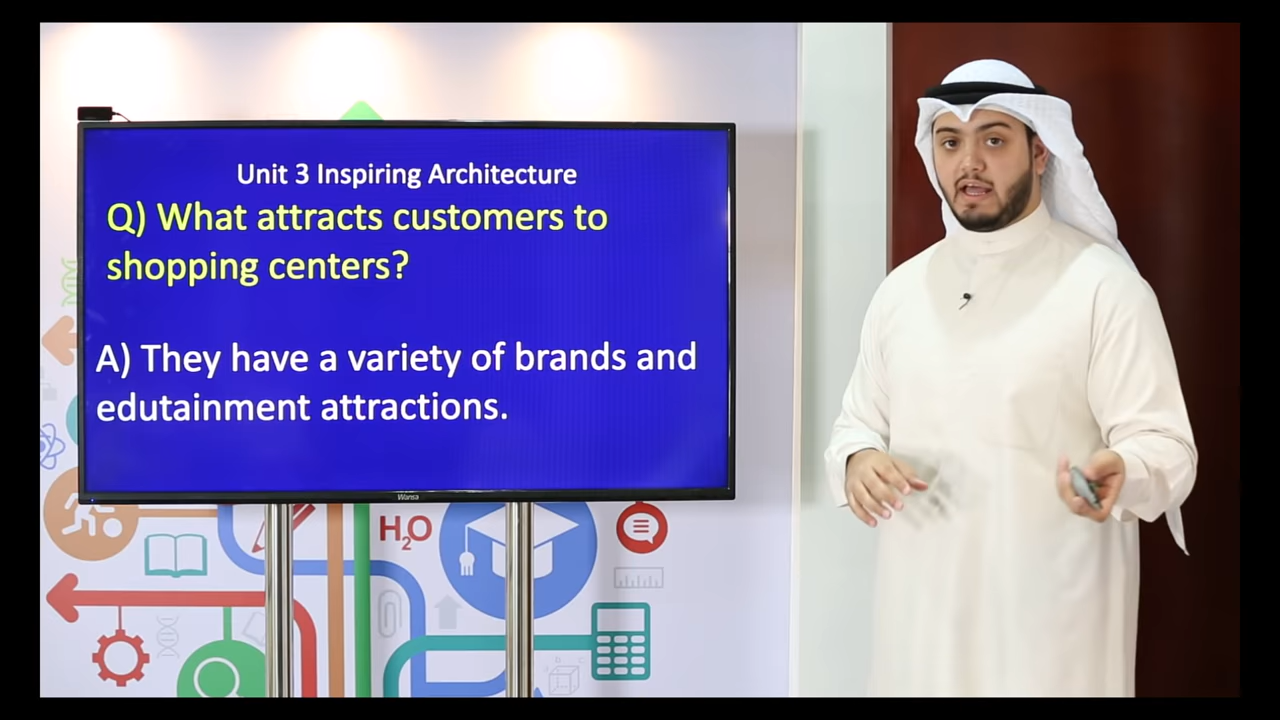 Unit 3 Inspiring Architecture
Q) What attracts customers to
shopping centers?
A) They have a variety of brands and
edutainment attractions.
Wansa
H₂O